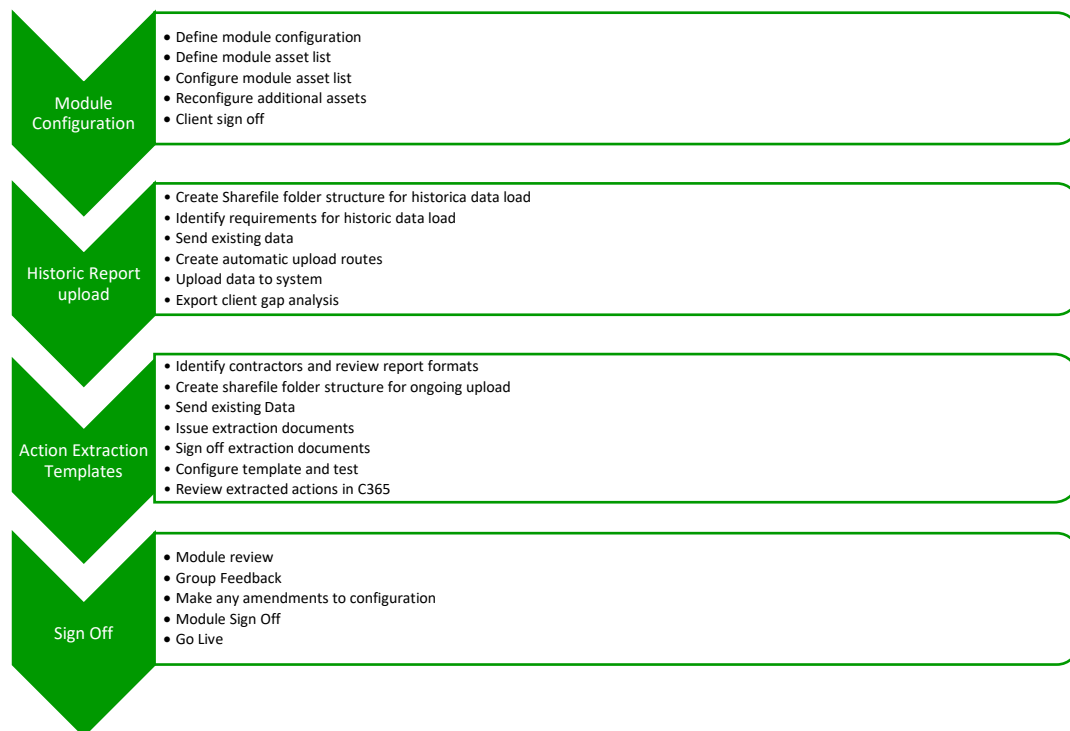 Module
Configuration
• Define module configuration
• Define module asset list
• Configure module asset list
• Reconfigure additional assets
• Client sign off
Historic Report
upload
• Create Sharefile folder structure for historica data load
• Identify requirements for historic data load
• Send existing data
• Create automatic upload routes
• Upload data to system
• Export client gap analysis
Action Extraction
Templates
• Identify contractors and review report formats
• Create sharefile folder structure for ongoing upload
• Send existing Data
• Issue extraction documents
• Sign off extraction documents
• Configure template and test
• Review extracted actions in C365
Sign Off
• Module review
• Group Feedback
• Make any amendments to configuration
• Module Sign Off
• Go Live